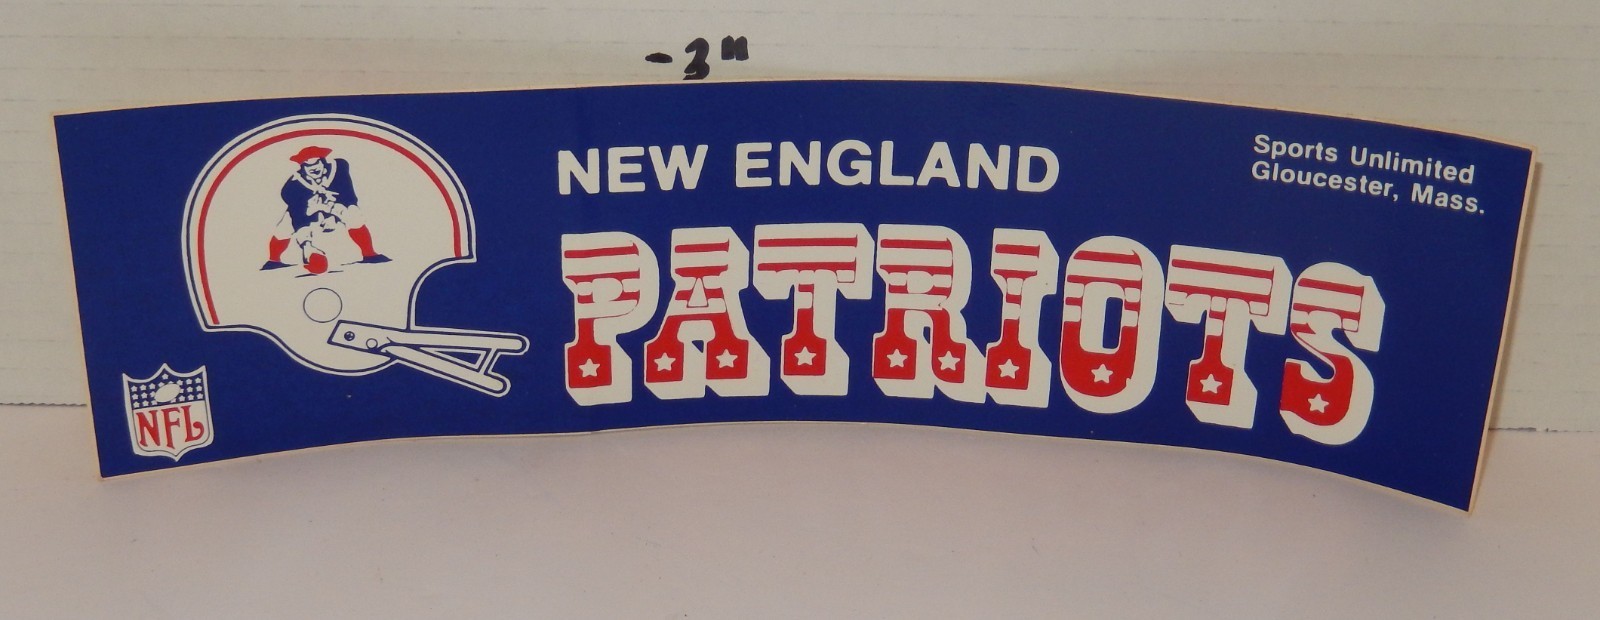 -3"
NEW ENGLAND
PATRIOTS
Sports Unlimited
Gloucester, Mass.
NFL